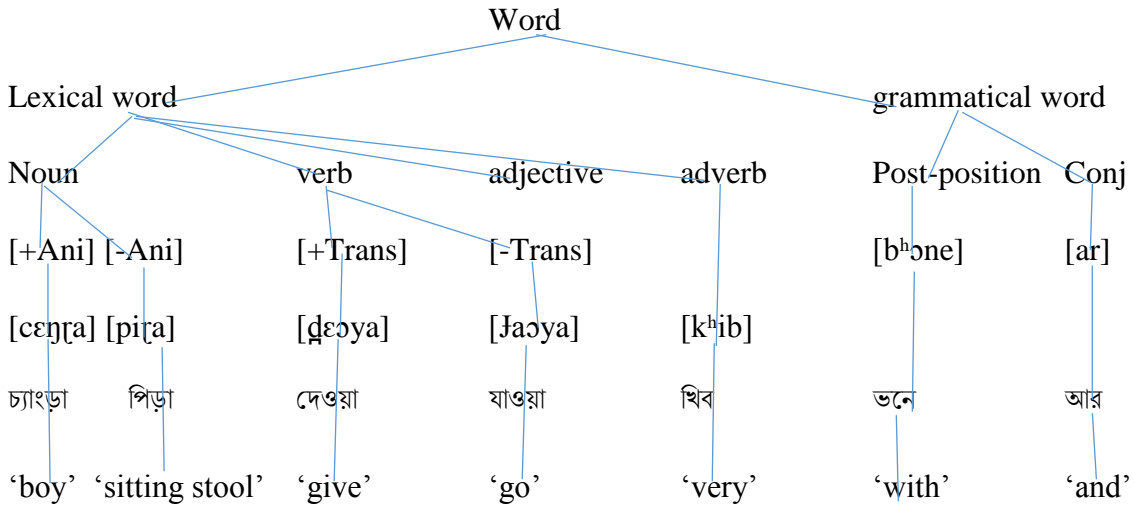 Word
Lexical word grammatical word
Noun verb adjective adverb Post-position Conj
[+Ani] [-Ani] [+Trans] [-Trans] [bʰɔne] [ar]
[cɛŋɽa] [piɽa] [d̪ɛɔya] [Ɉaɔya] [kʰib]
চ্যাংড়া পিড়া দেওয়া যাওয়া খিব ভনে আর
‘boy’ ‘sitting stool’ ‘give’ ‘go’ ‘very’ ‘with’ ‘and’